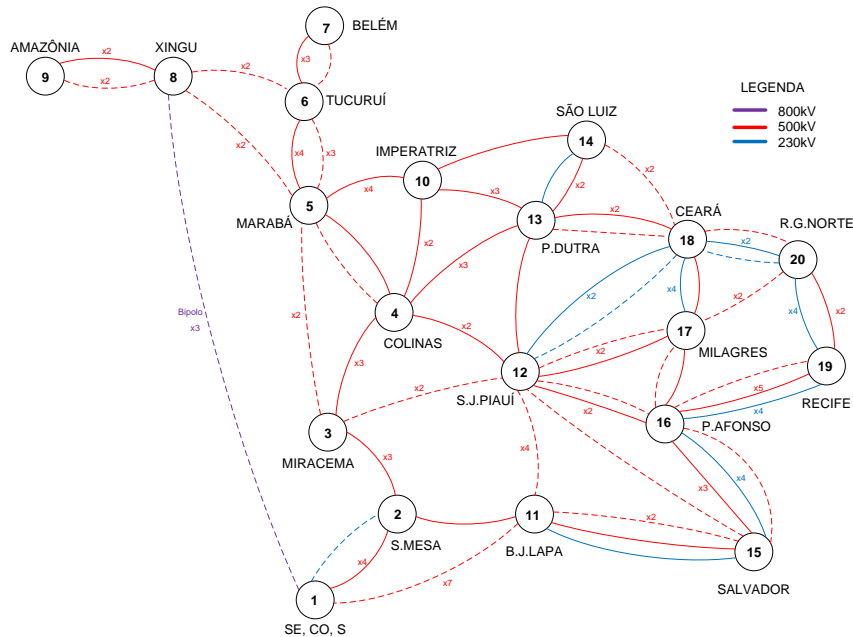 7
BELÉM
AMAZÔNIA
XINGU
x2
9
x2
8
x2
x3
6
TUCURUÍ
x2
x4
x3
LEGENDA
800kV
500kV
230kV
SÃO LUIZ
14
IMPERATRIZ
10
x4
x3
x2
x2
5
MARABÁ
x2
13
P.DUTRA
x2
CEARÁ
18
R.G.NORTE
x2
20
x3
x2
4
COLINAS
x2
x2
x4
x2
Bipolo
x3
x3
17
MILAGRES
x4
x2
x2
12
S.J.PIAUÍ
x2
x2
19
RECIFE
x5
x4
3
MIRACEMA
x2
16
P.AFONSO
x3
x4
x4
x3
2
S.MESA
11
B.J.LAPA
x2
15
SALVADOR
x4
x7
1
SE, CO, S